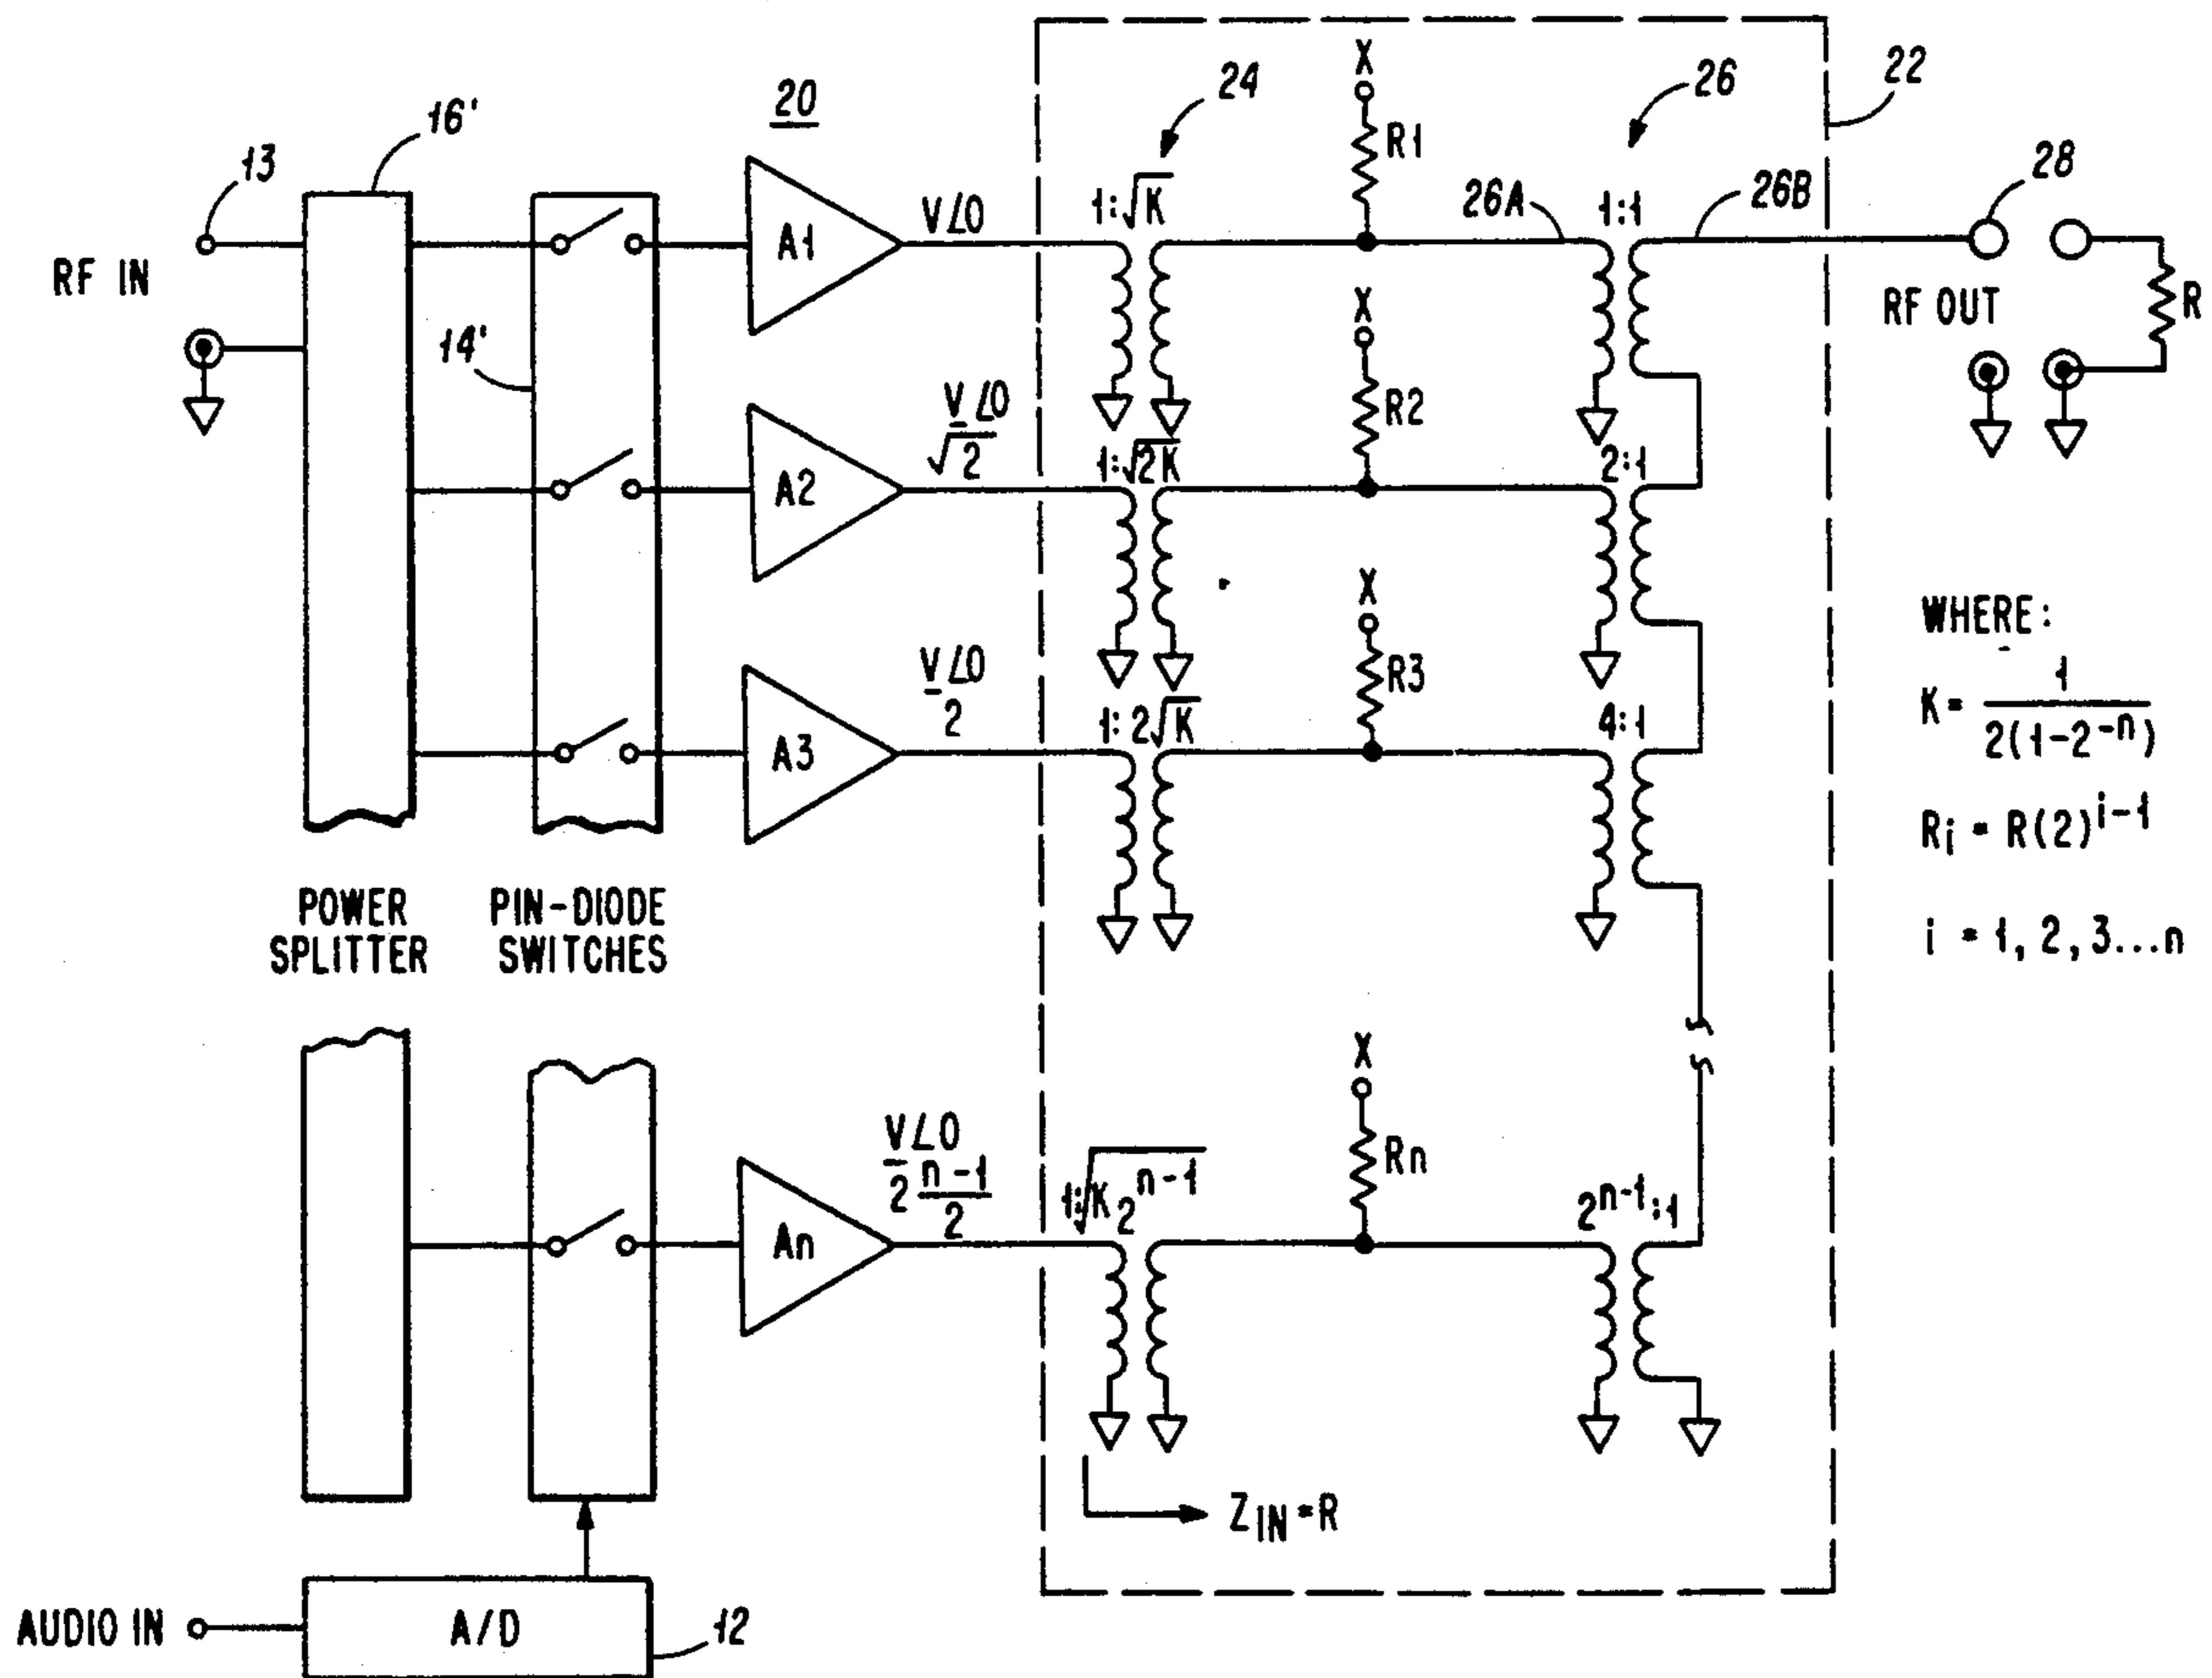 20
22
24
26
16'
13
28
X
R1
A1
V∠0
1:√K
26A
1:1
26B
RF IN
RF OUT
R
14'
X
R2
A2
V∠0
√2
1:√2K
2:1
X
R3
A3
V∠0
2
1:2√K
4:1
WHERE:
K= 1
2(1-2^-n)
Ri = R(2)^i-1
i = 1, 2, 3...n
POWER
SPLITTER
PIN-DIODE
SWITCHES
X
Rn
An
V∠0
2 n-1
2
1:√K2^n-1
2^n-1:1
ZIN=R
AUDIO IN
A/D
12